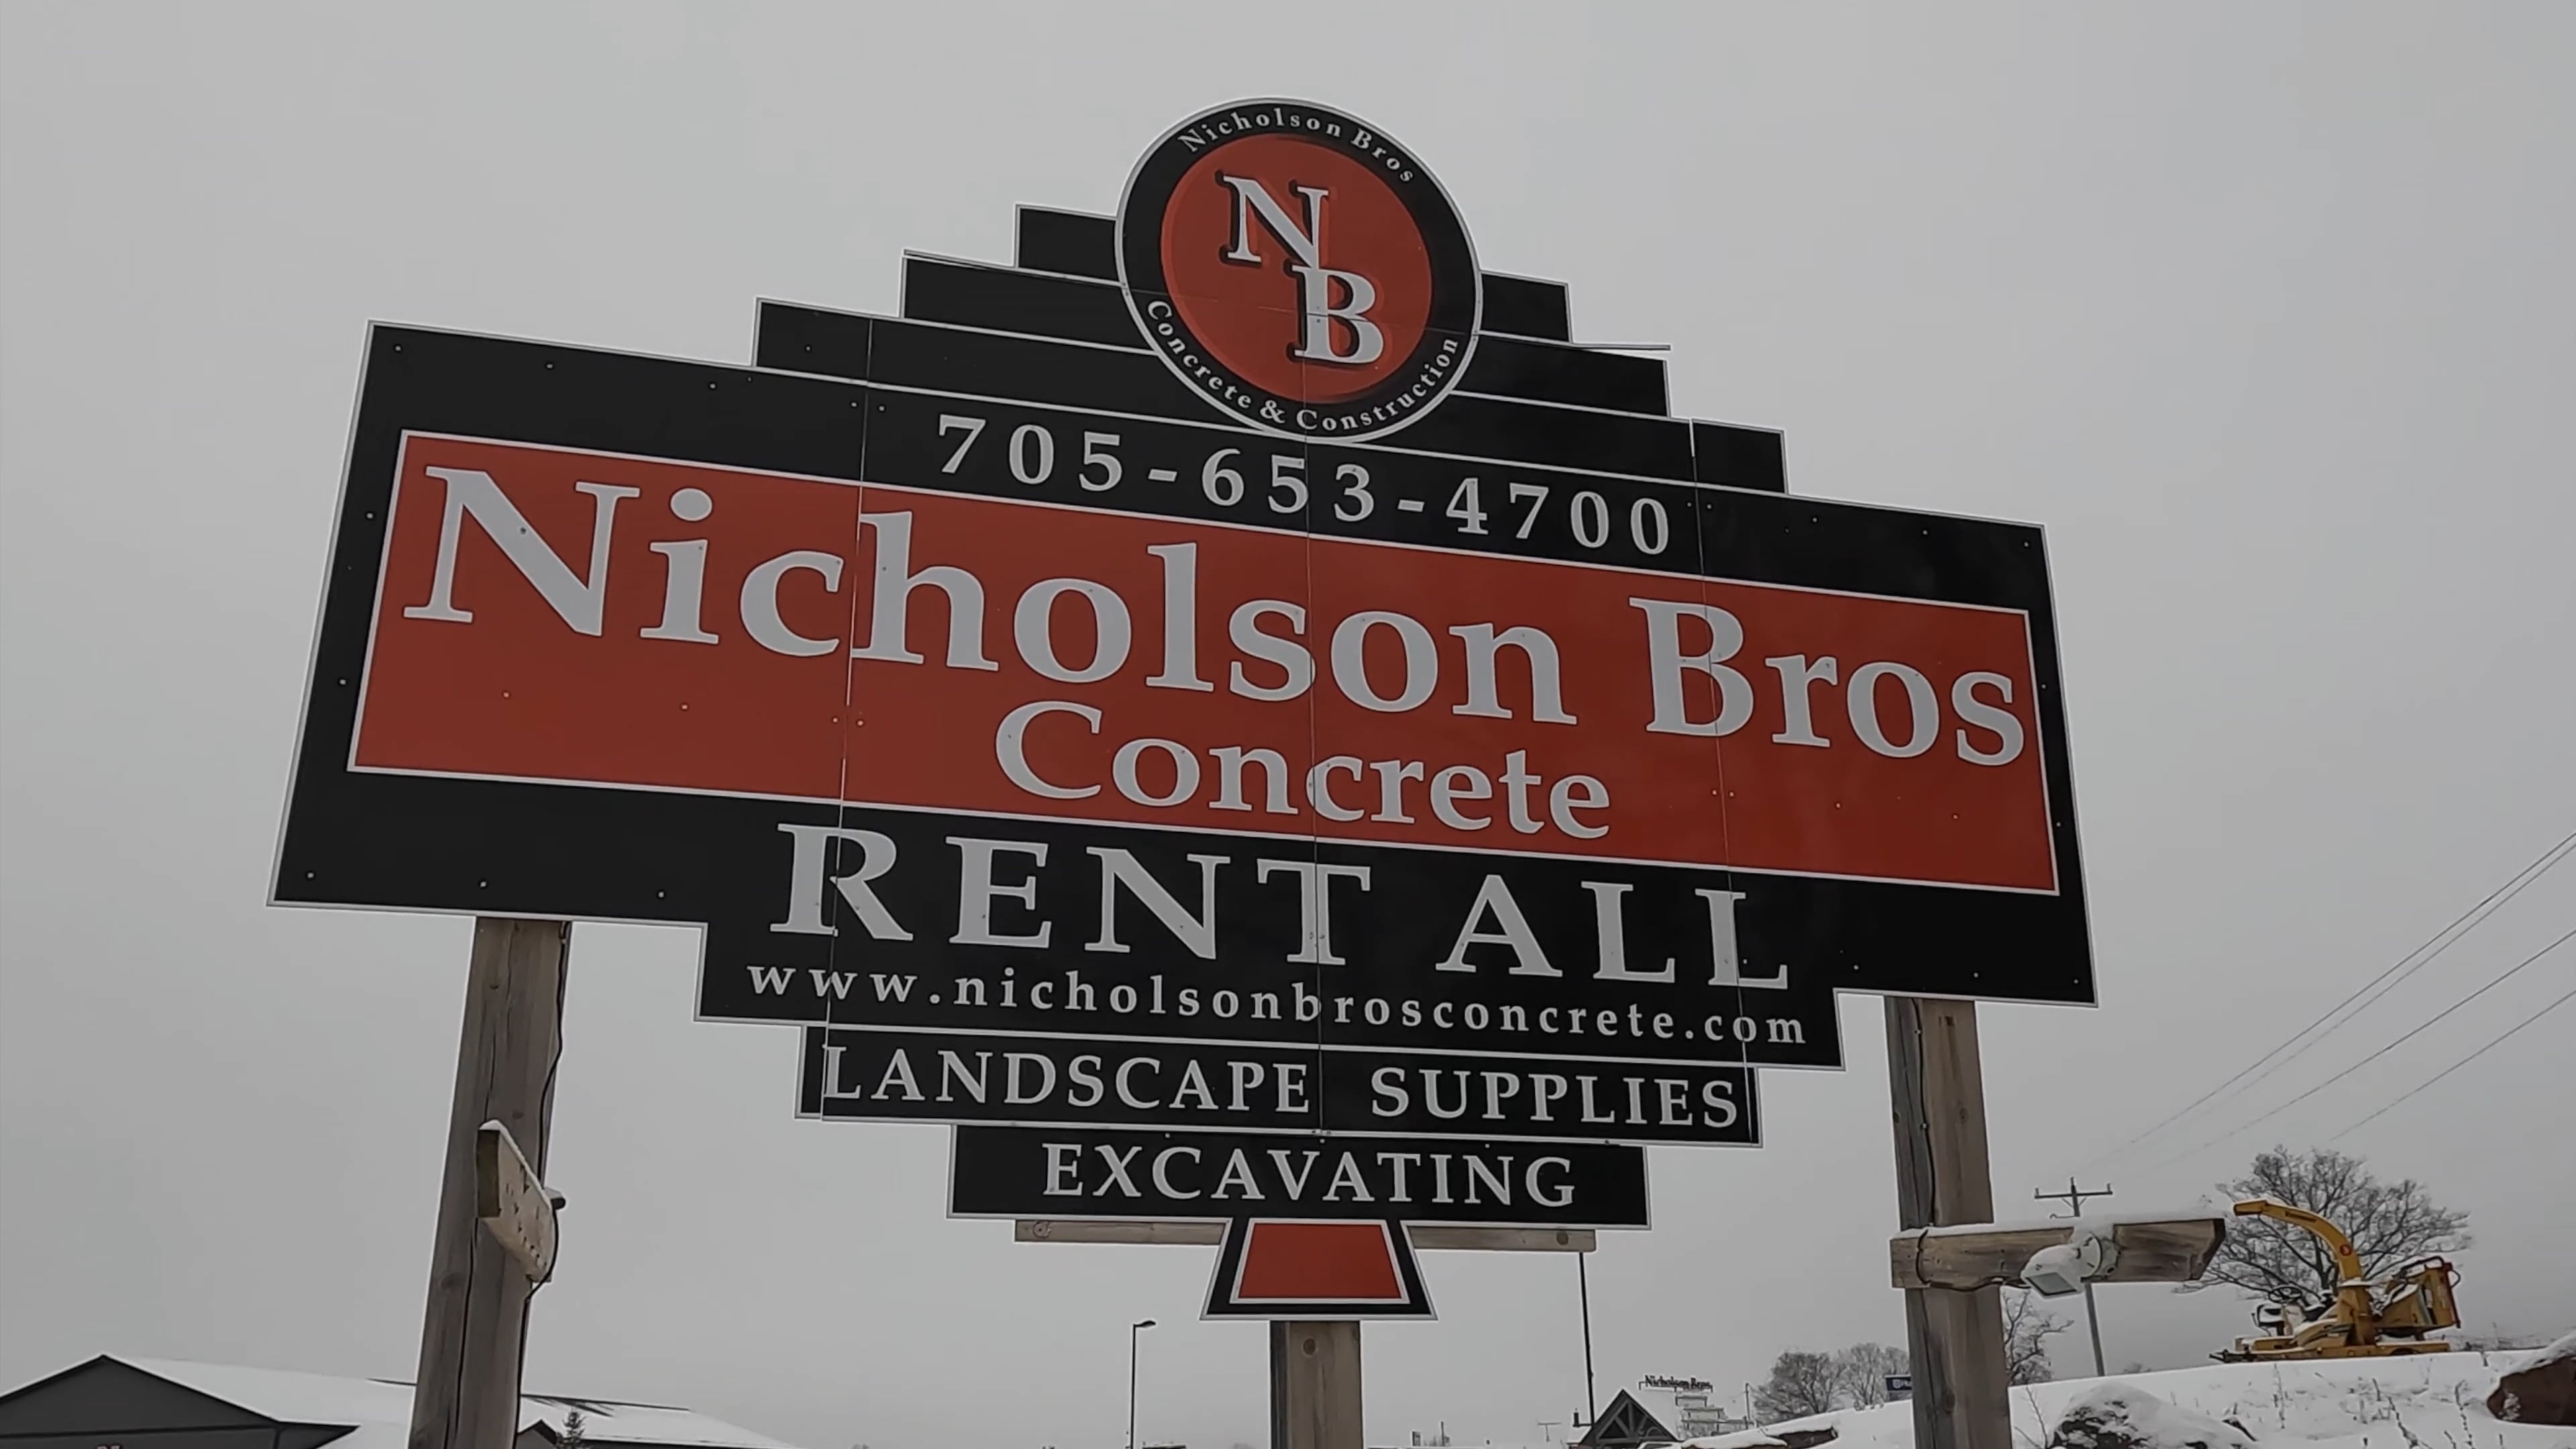 Nicholson Bros
NB
Concrete & Construction
705-653-4700
Nicholson Bros
Concrete
RENT ALL
www.nicholsonbrosconcrete.com
LANDSCAPE SUPPLIES
EXCAVATING
Nicholson Bros